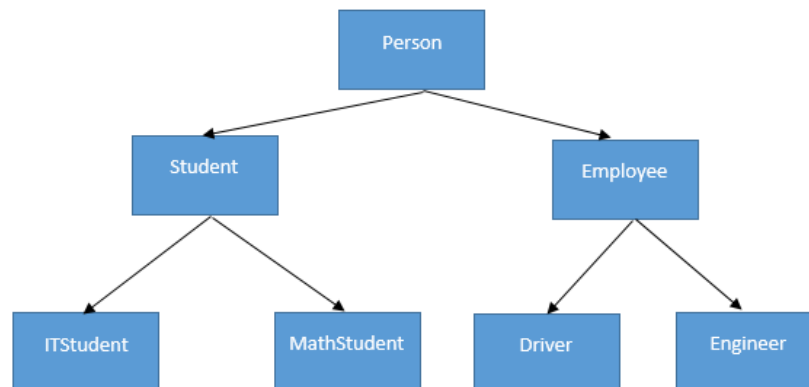 Person
Student
Employee
ITStudent
MathStudent
Driver
Engineer